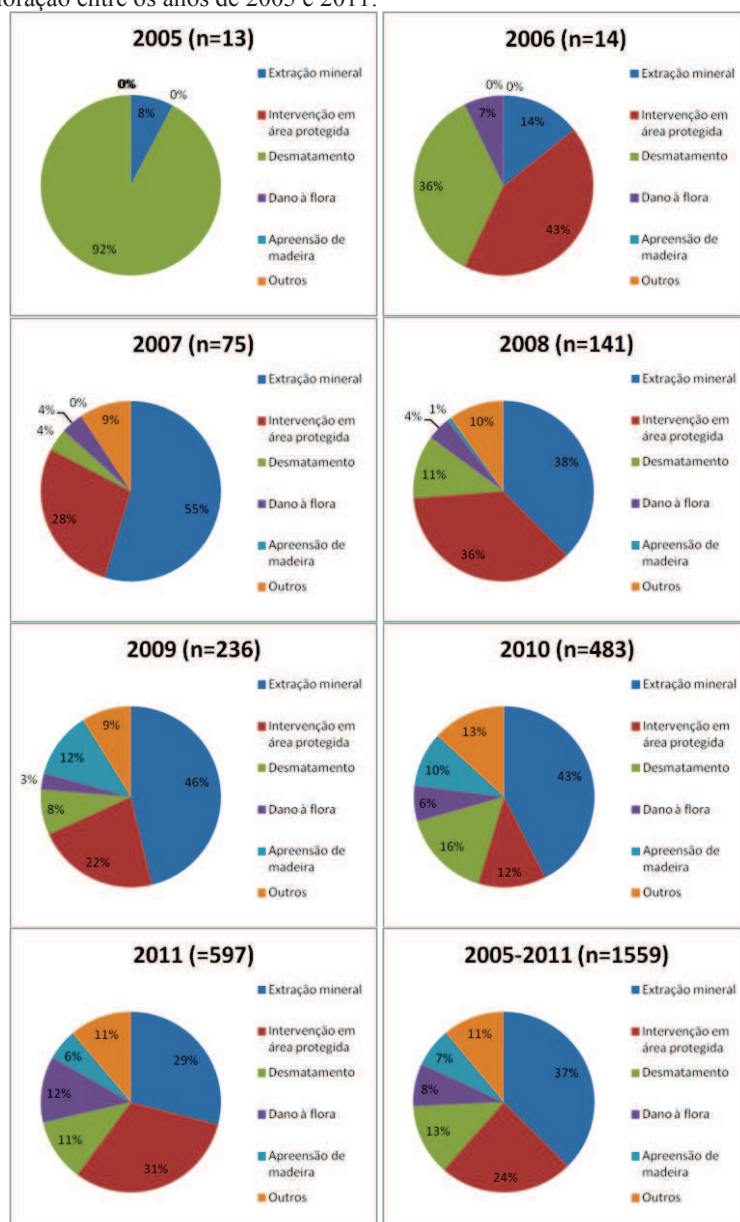 entre os anos de 2005 e 2011.
2005 (n=13)
0%
0%
8%
92%
Extração mineral
Intervenção em
área protegida
Desmatamento
Dano à flora
Apreensão de
madeira
Outros
2006 (n=14)
0%
0%
7%
14%
36%
43%
Extração mineral
Intervenção em
área protegida
Desmatamento
Dano à flora
Apreensão de
madeira
Outros
2007 (n=75)
0%
4%
4%
9%
28%
55%
Extração mineral
Intervenção em
área protegida
Desmatamento
Dano à flora
Apreensão de
madeira
Outros
2008 (n=141)
1%
4%
10%
11%
38%
36%
Extração mineral
Intervenção em
área protegida
Desmatamento
Dano à flora
Apreensão de
madeira
Outros
2009 (n=236)
9%
12%
3%
8%
46%
22%
Extração mineral
Intervenção em
área protegida
Desmatamento
Dano à flora
Apreensão de
madeira
Outros
2010 (n=483)
13%
10%
6%
43%
16%
12%
Extração mineral
Intervenção em
área protegida
Desmatamento
Dano à flora
Apreensão de
madeira
Outros
2011 (=597)
11%
6%
29%
12%
11%
31%
Extração mineral
Intervenção em
área protegida
Desmatamento
Dano à flora
Apreensão de
madeira
Outros
2005-2011 (n=1559)
11%
7%
37%
8%
13%
24%
Extração mineral
Intervenção em
área protegida
Desmatamento
Dano à flora
Apreensão de
madeira
Outros